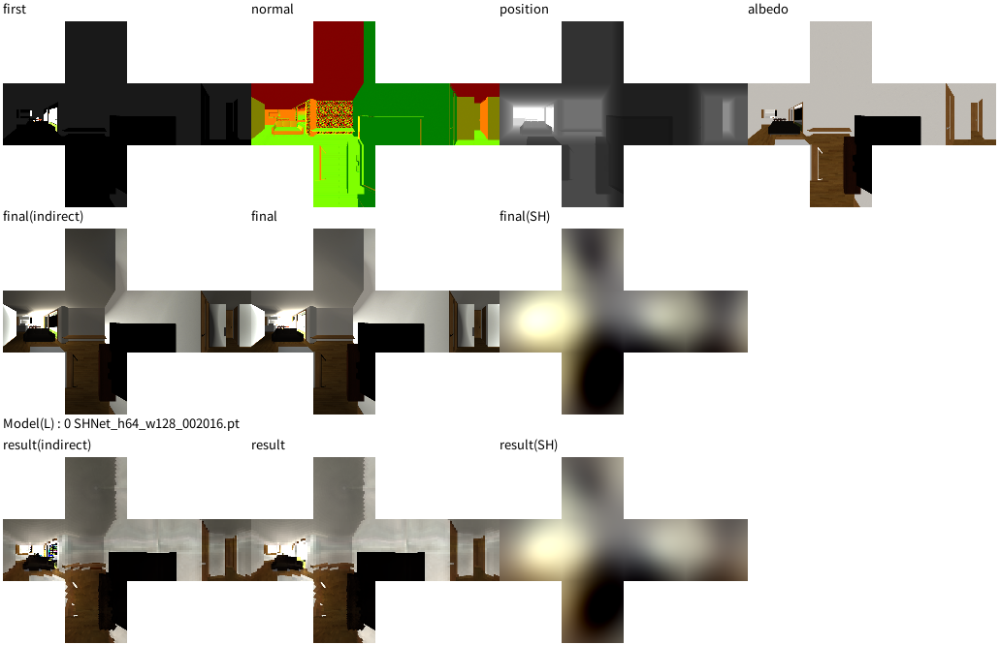 first normal position albedo
final(indirect) final final(SH)
Model(L) : 0 SHNet_h64_w128_002016.pt
result(indirect) result result(SH)